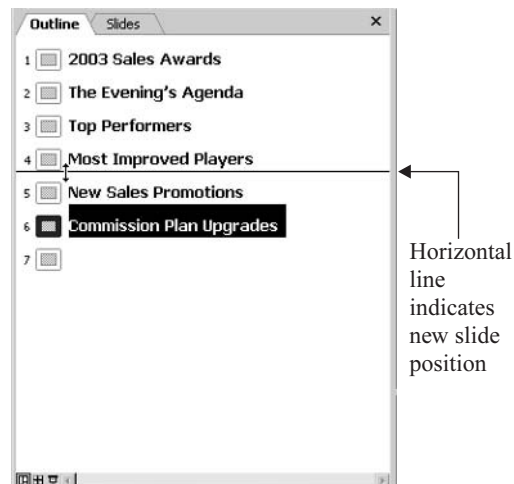 Outline Slides
1 2003 Sales Awards
2 The Evening's Agenda
3 Top Performers
4 Most Improved Players
5 New Sales Promotions
6 Commission Plan Upgrades
7
Horizontal
line
indicates
new slide
position